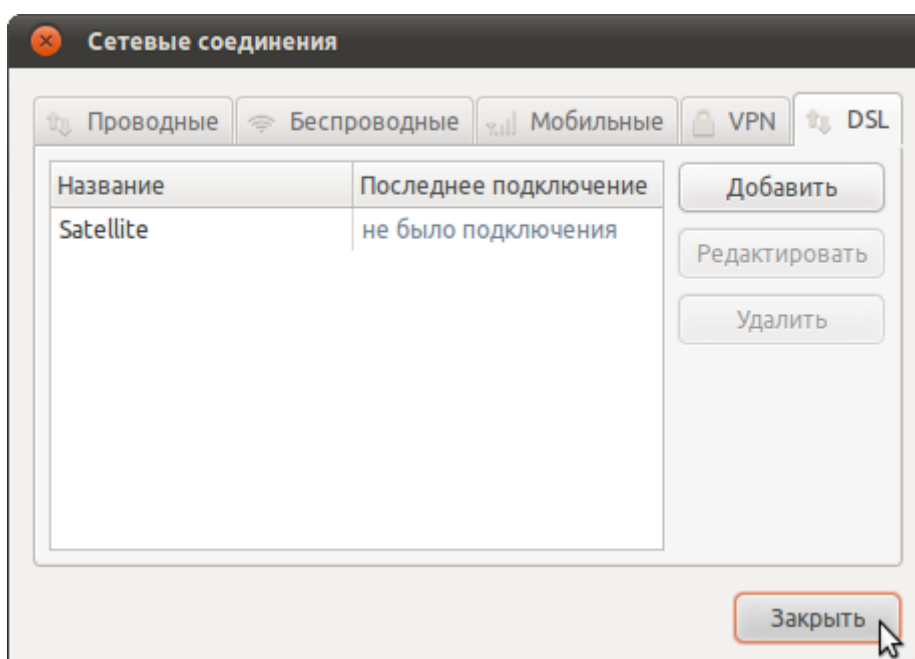 Сетевые соединения
Проводные Беспроводные Мобильные VPN DSL
Название Последнее подключение
Satellite не было подключения
Добавить
Редактировать
Удалить
Закрыть